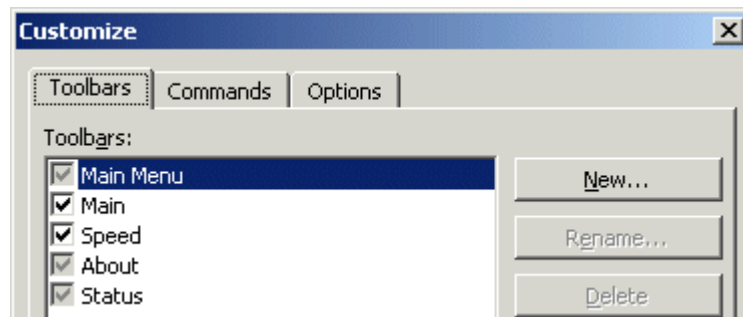 Customize
Toolbars Commands Options
Toolbars:
Main Menu
New...
Main
Speed
Rename...
About
Status
Delete